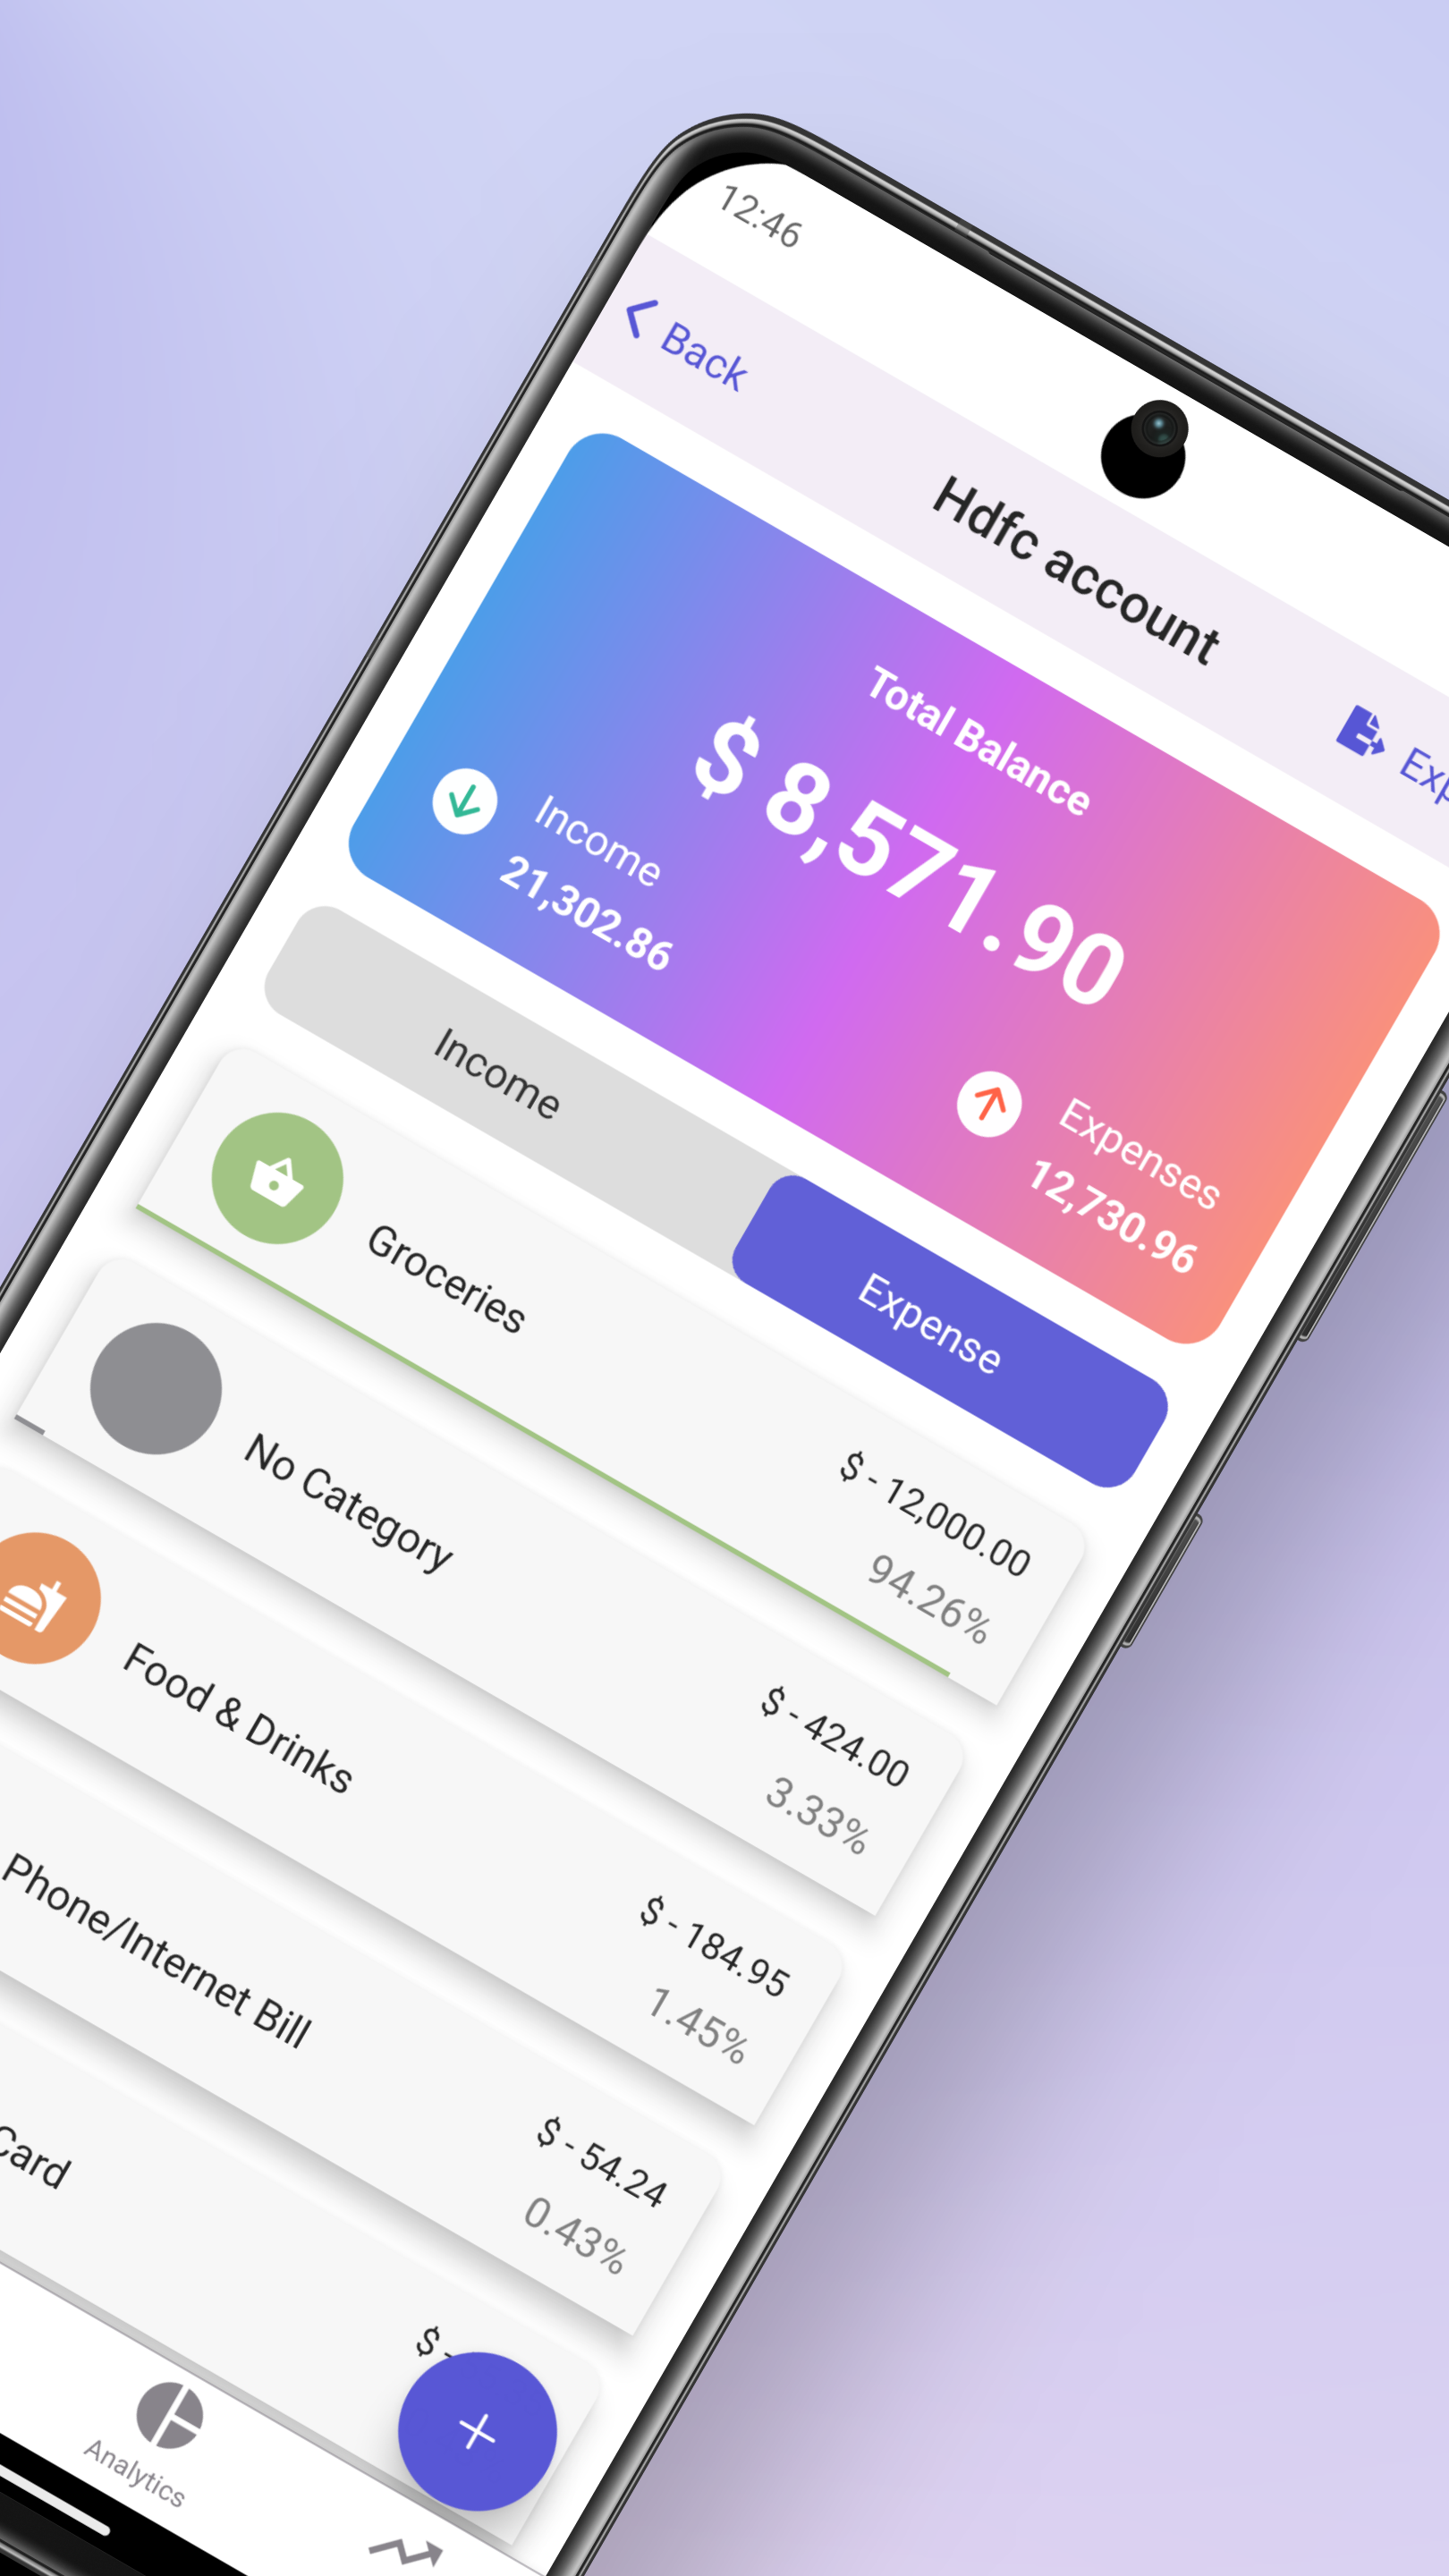 12:46
Back
Hdfc account
Total Balance
$ 8,571.90
Income
21,302.86
Expenses
12,730.96
Income
Expense
Groceries
$ - 12,000.00
94.26%
No Category
$ - 424.00
3.33%
Food & Drinks
$ - 184.95
1.45%
Phone/Internet Bill
$ - 54.24
0.43%
Card
$ -
Analytics